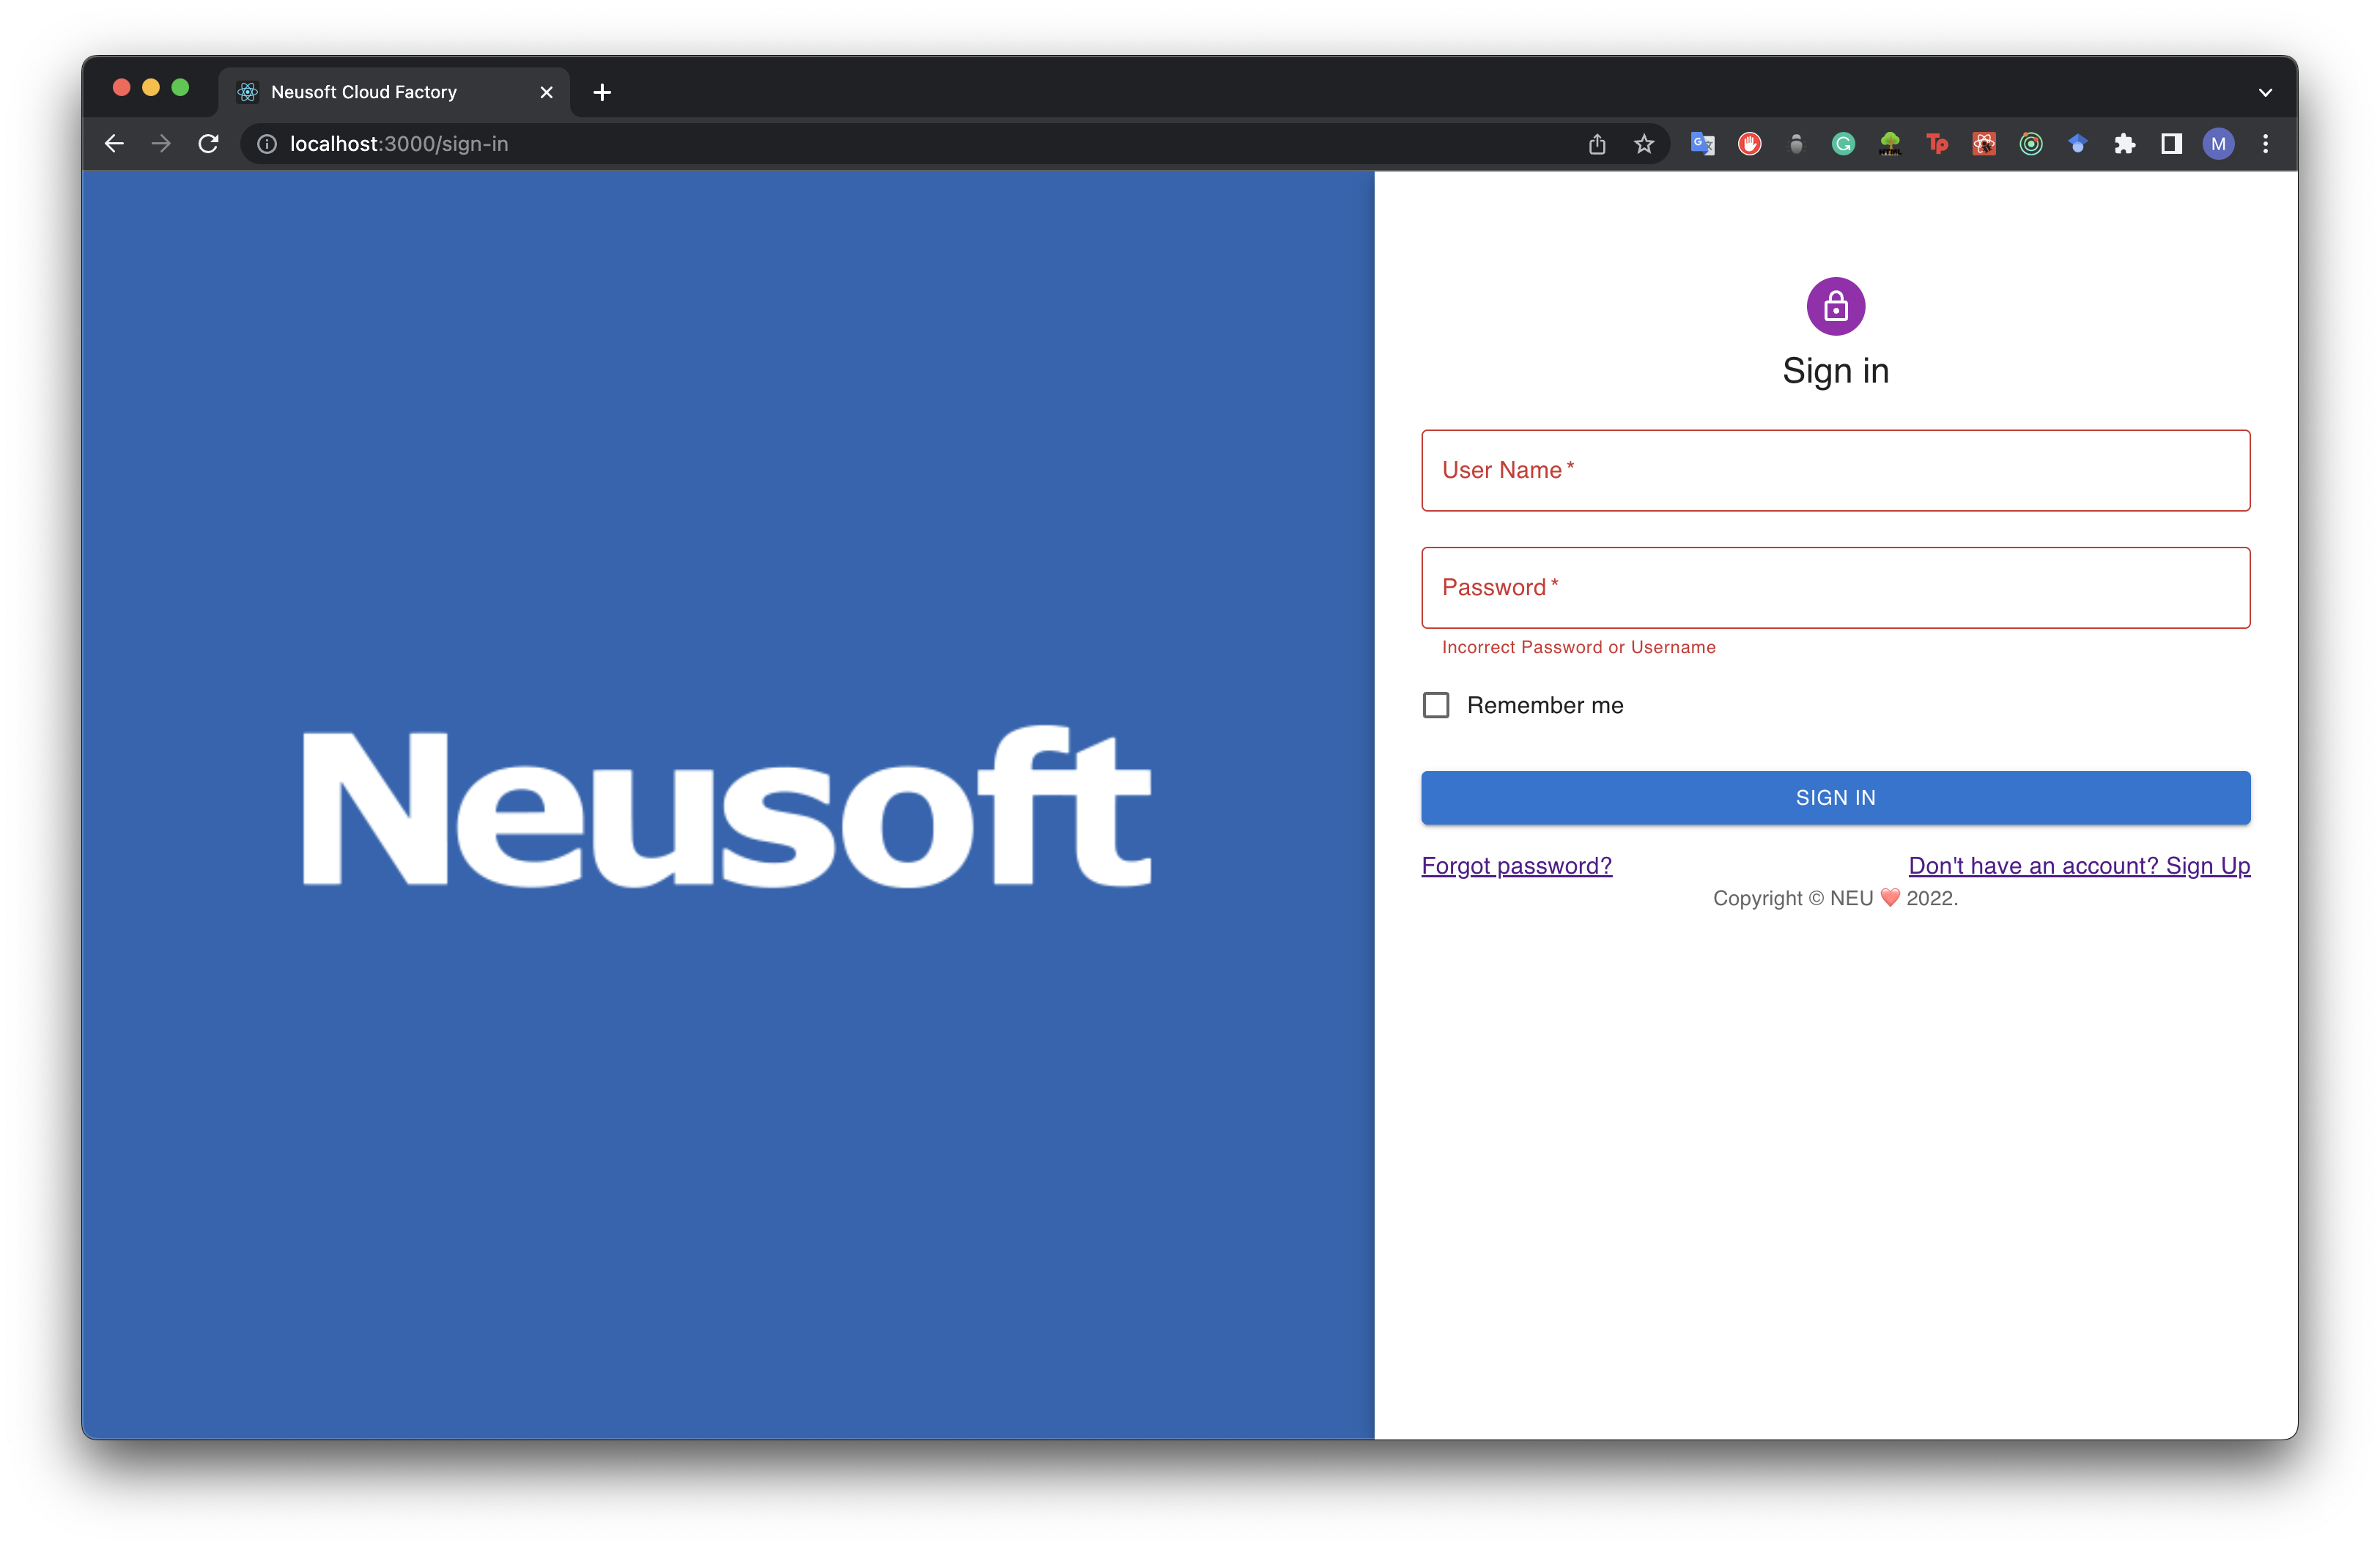 Neusoft Cloud Factory
localhost:3000/sign-in
M
Neusoft
Sign in
User Name *
Password *
Incorrect Password or Username
Remember me
SIGN IN
Forgot password?
Don't have an account? Sign Up
Copyright © NEU ❤️ 2022.